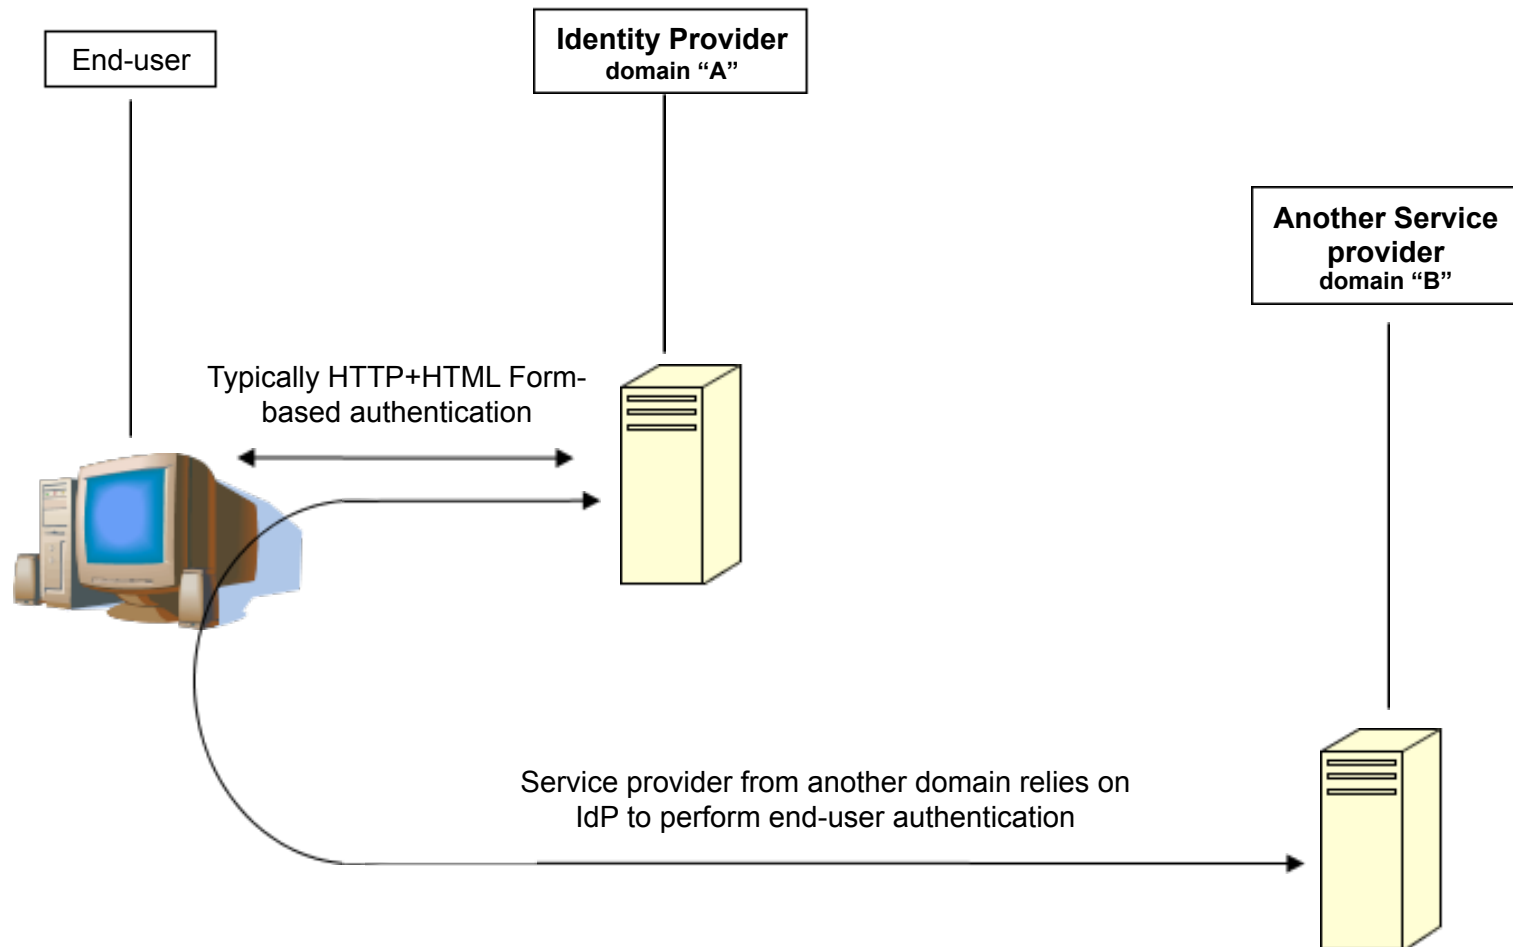 End-user
Identity Provider
domain “A”
Another Service
provider
domain “B”
Typically HTTP+HTML Form-
based authentication
Service provider from another domain relies on
IdP to perform end-user authentication